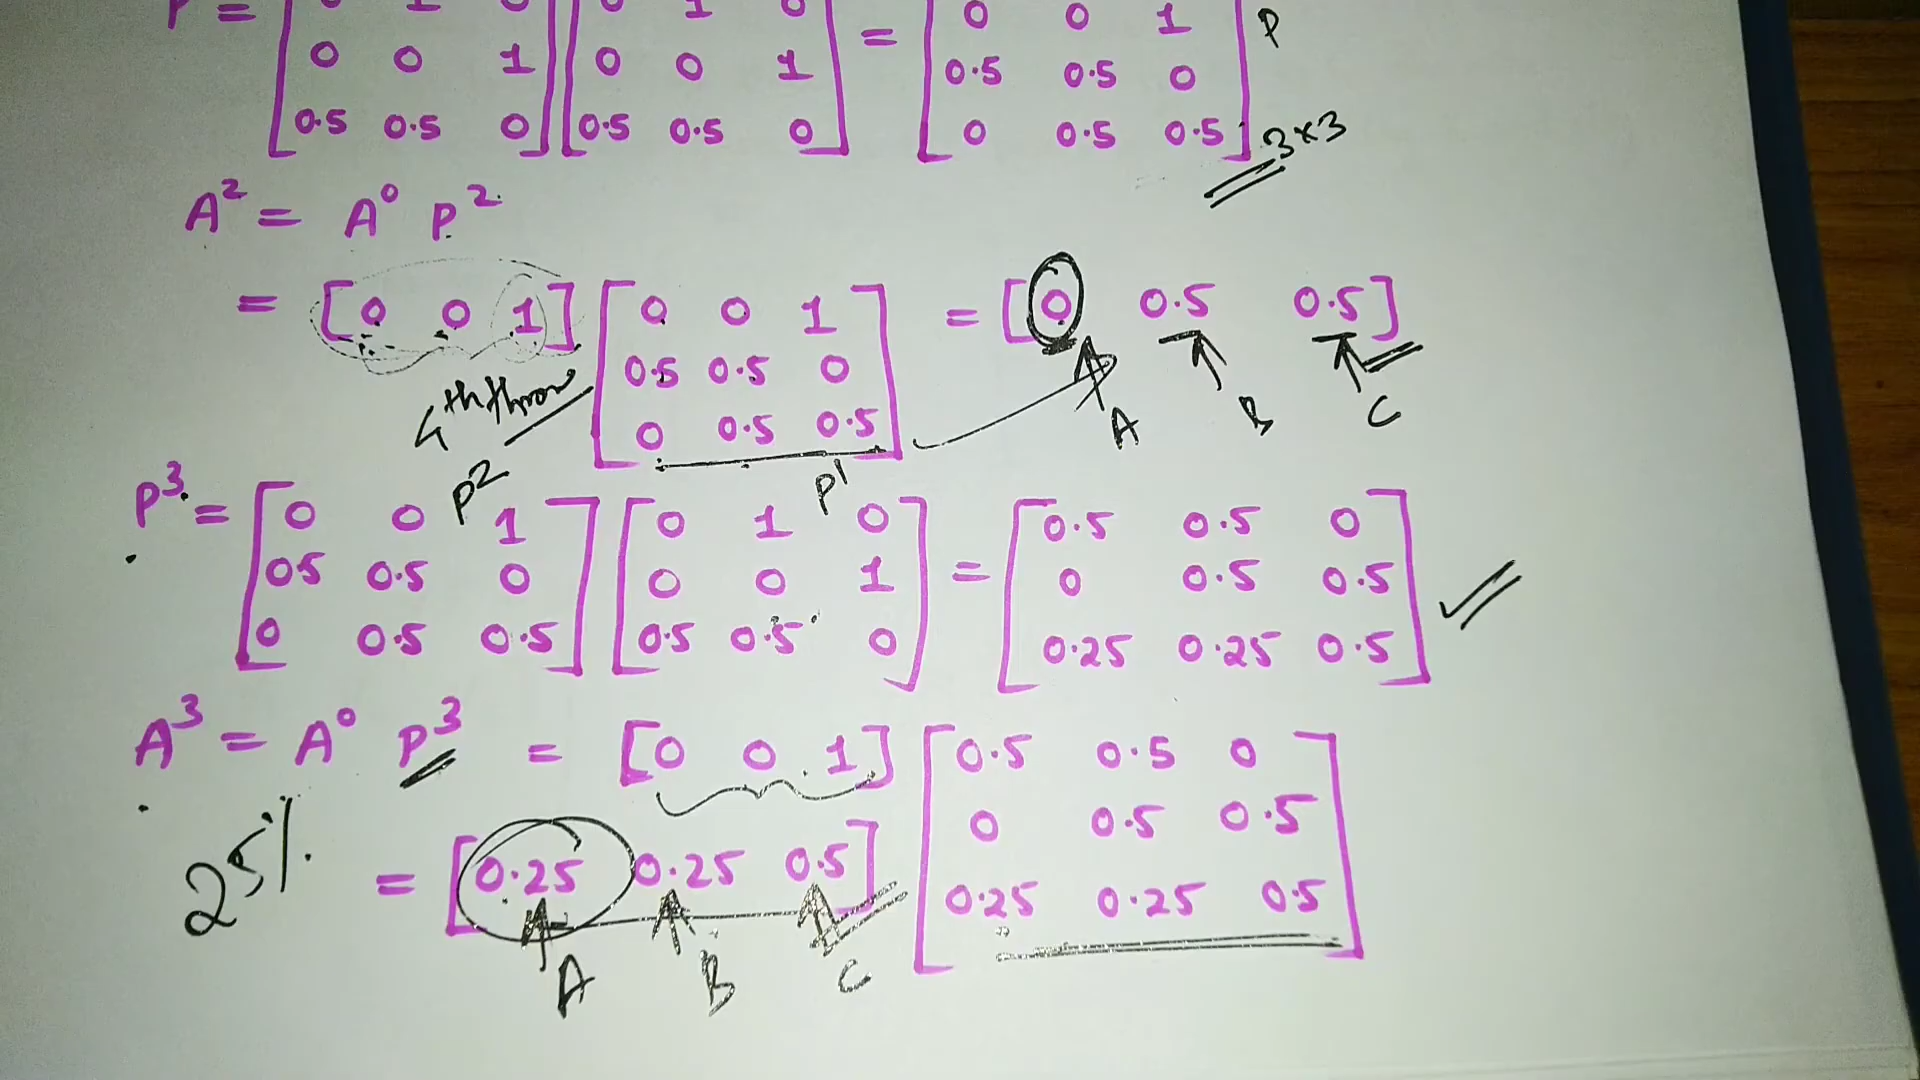 P = [0 1 0 [0 1 0 =
0 0 1] 0 0 1] [0 0 1 P
0.5 0.5 0 0.5 0.5 0
0 0.5 0.5] 3×3
A² = A⁰ P²
= [0 0 1] [0 0 1 = [0 0.5 0.5]
0.5 0.5 0
0 0.5 0.5]
4th throw
A B C
P² P¹
P³ = [0 0 1 [0 1 0 = [0.5 0.5 0
0.5 0.5 0 0 0 1 0 0.5 0.5
0 0.5 0.5] 0.5 0.5 0] 0.25 0.25 0.5]
A³ = A⁰ P³ = [0 0 1] [0.5 0.5 0
0 0.5 0.5
0.25 0.25 0.5]
25% = [0.25 0.25 0.5]
A B C